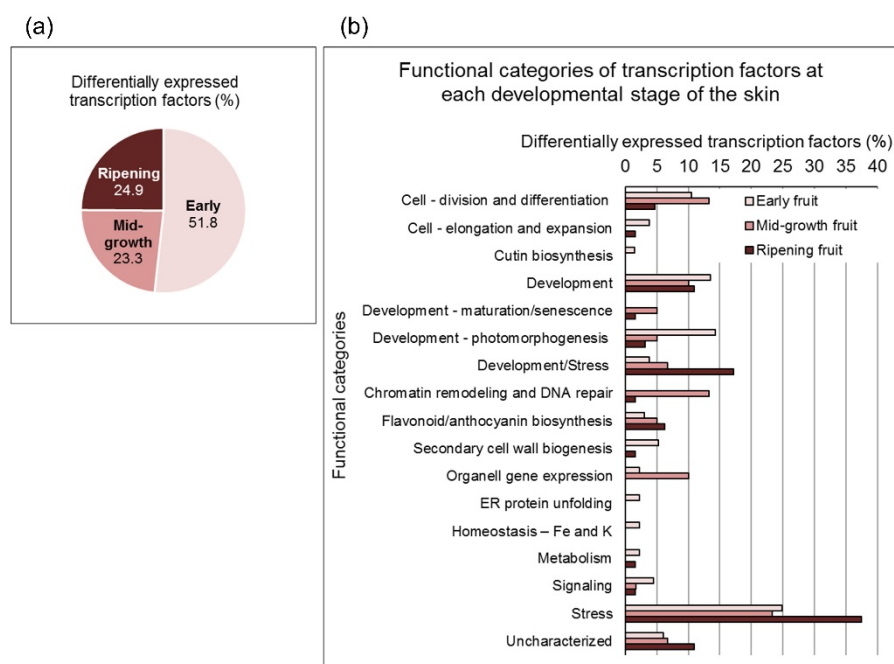 (a)
Differentially expressed
transcription factors (%)
Ripening
24.9
Early
51.8
Mid-
growth
23.3
(b)
Functional categories of transcription factors at
each developmental stage of the skin
Differentially expressed transcription factors (%)
0 5 10 15 20 25 30 35 40
Early fruit
Mid-growth fruit
Ripening fruit
Functional categories
Cell - division and differentiation
Cell - elongation and expansion
Cutin biosynthesis
Development
Development - maturation/senescence
Development - photomorphogenesis
Development/Stress
Chromatin remodeling and DNA repair
Flavonoid/anthocyanin biosynthesis
Secondary cell wall biogenesis
Organell gene expression
ER protein unfolding
Homeostasis – Fe and K
Metabolism
Signaling
Stress
Uncharacterized